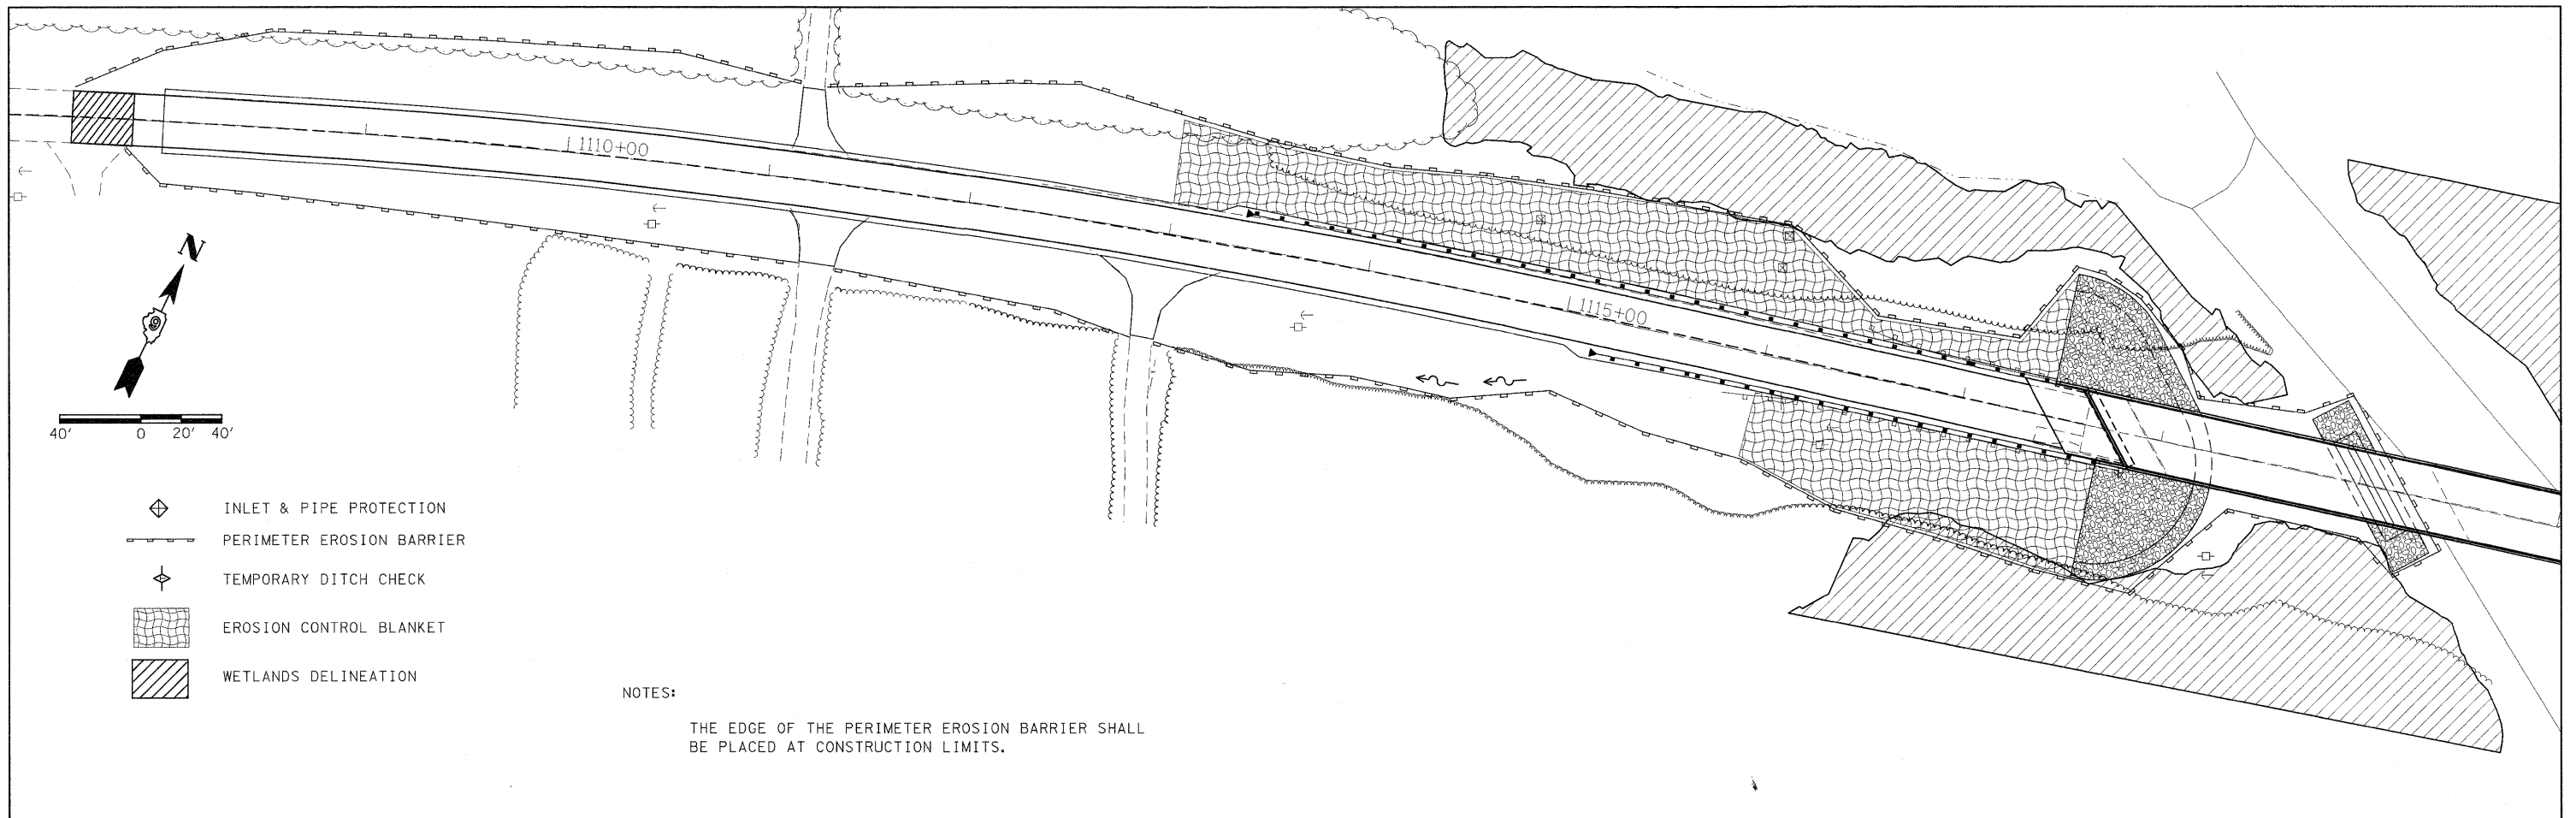 1110+00
1115+00
N
40' 0 20' 40'
INLET & PIPE PROTECTION
PERIMETER EROSION BARRIER
TEMPORARY DITCH CHECK
EROSION CONTROL BLANKET
WETLANDS DELINEATION
NOTES:
THE EDGE OF THE PERIMETER EROSION BARRIER SHALL
BE PLACED AT CONSTRUCTION LIMITS.